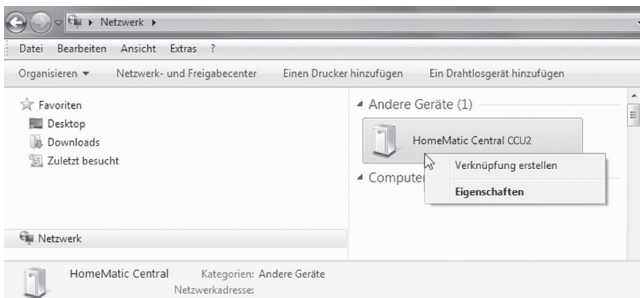 Netzwerk
Datei Bearbeiten Ansicht Extras ?
Organisieren Netzwerk- und Freigabecenter Einen Drucker hinzufügen Ein Drahtlosgerät hinzufügen
Favoriten
Desktop
Downloads
Zuletzt besucht
Netzwerk
Andere Geräte (1)
HomeMatic Central CCU2
Verknüpfung erstellen
Eigenschaften
Compute
HomeMatic Central Kategorien: Andere Geräte
Netzwerkadresse: